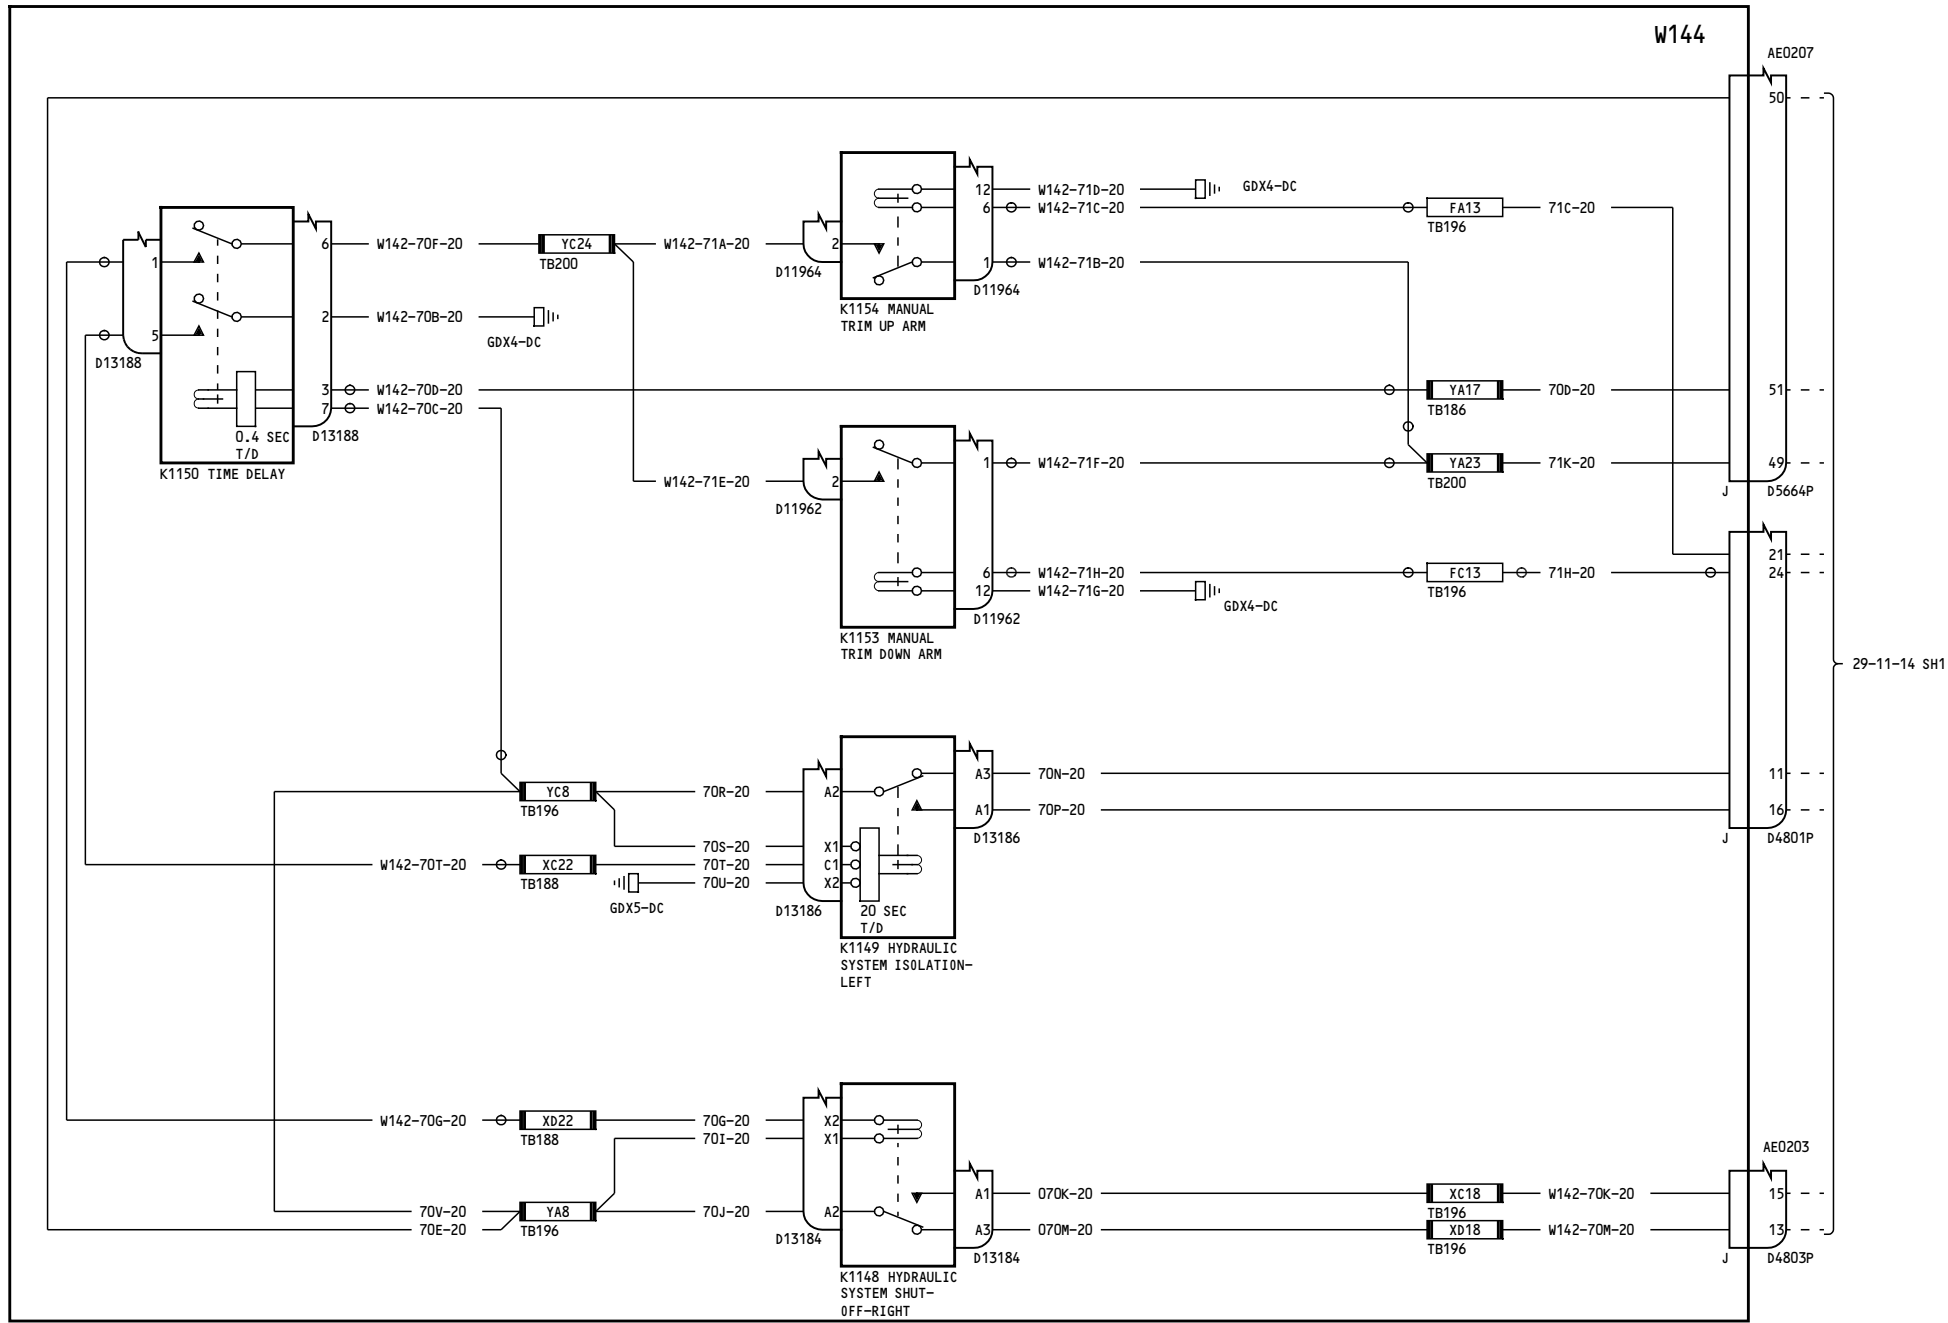 W144
AE0207
50
12 W142-71D-20 GDX4-DC
6 W142-71C-20 FA13 71C-20
TB196
6 W142-70F-20 YC24 W142-71A-20 2
TB200
D11964
1
1 W142-71B-20
D11964
K1154 MANUAL
TRIM UP ARM
2 W142-70B-20
GDX4-DC
5
D13188
3 W142-70D-20 YA17 70D-20 51
TB186
7 W142-70C-20
0.4 SEC
T/D
D13188
K1150 TIME DELAY
1 W142-71F-20 YA23 71K-20 49
TB200
J D5664P
W142-71E-20 2
D11962
21
6 W142-71H-20 FC13 71H-20 24
TB196
12 W142-71G-20
GDX4-DC
D11962
K1153 MANUAL
TRIM DOWN ARM
29-11-14 SH1
A3 70N-20 11
YC8 70R-20 A2
TB196
A1 70P-20 16
D13186
J D4801P
70S-20 X1
W142-70T-20 XC22 70T-20 C1
TB188
70U-20 X2
GDX5-DC
D13186
20 SEC
T/D
K1149 HYDRAULIC
SYSTEM ISOLATION-
LEFT
W142-70G-20 XD22 70G-20 X2
TB188
70I-20 X1
AE0203
A1 070K-20 XC18 W142-70K-20 15
TB196
70V-20 YA8 70J-20 A2
TB196
70E-20
A3 070M-20 XD18 W142-70M-20 13
TB196
D13184
D13184
J D4803P
K1148 HYDRAULIC
SYSTEM SHUT-
OFF-RIGHT